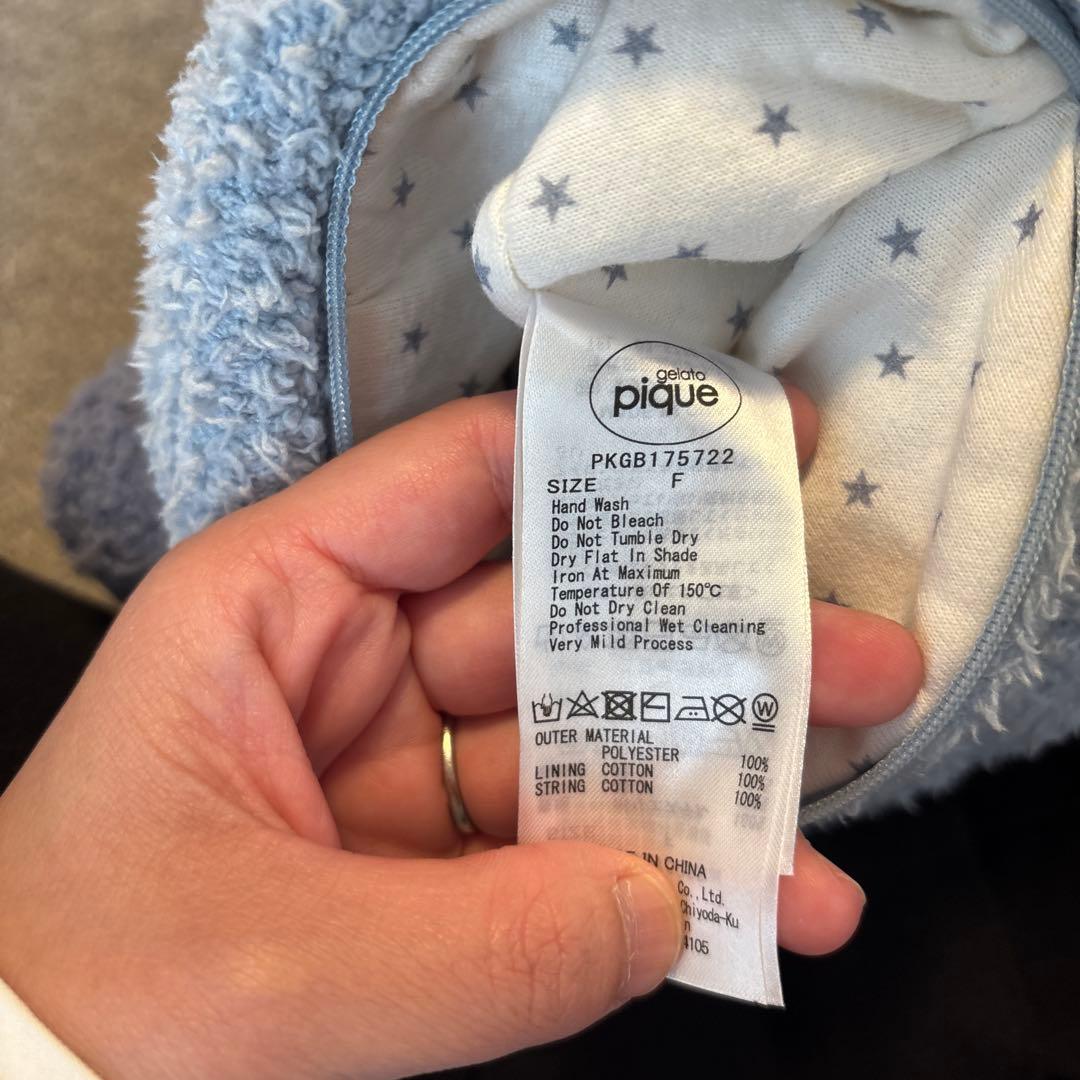 gelato
pique
PKGB175722
SIZE F
Hand Wash
Do Not Bleach
Do Not Tumble Dry
Dry Flat In Shade
Iron At Maximum
Temperature Of 150℃
Do Not Dry Clean
Professional Wet Cleaning
Very Mild Process
W
OUTER MATERIAL
POLYESTER 100%
LINING COTTON 100%
STRING COTTON 100%
IN CHINA
Co.,Ltd.
Chiyoda-Ku
4105